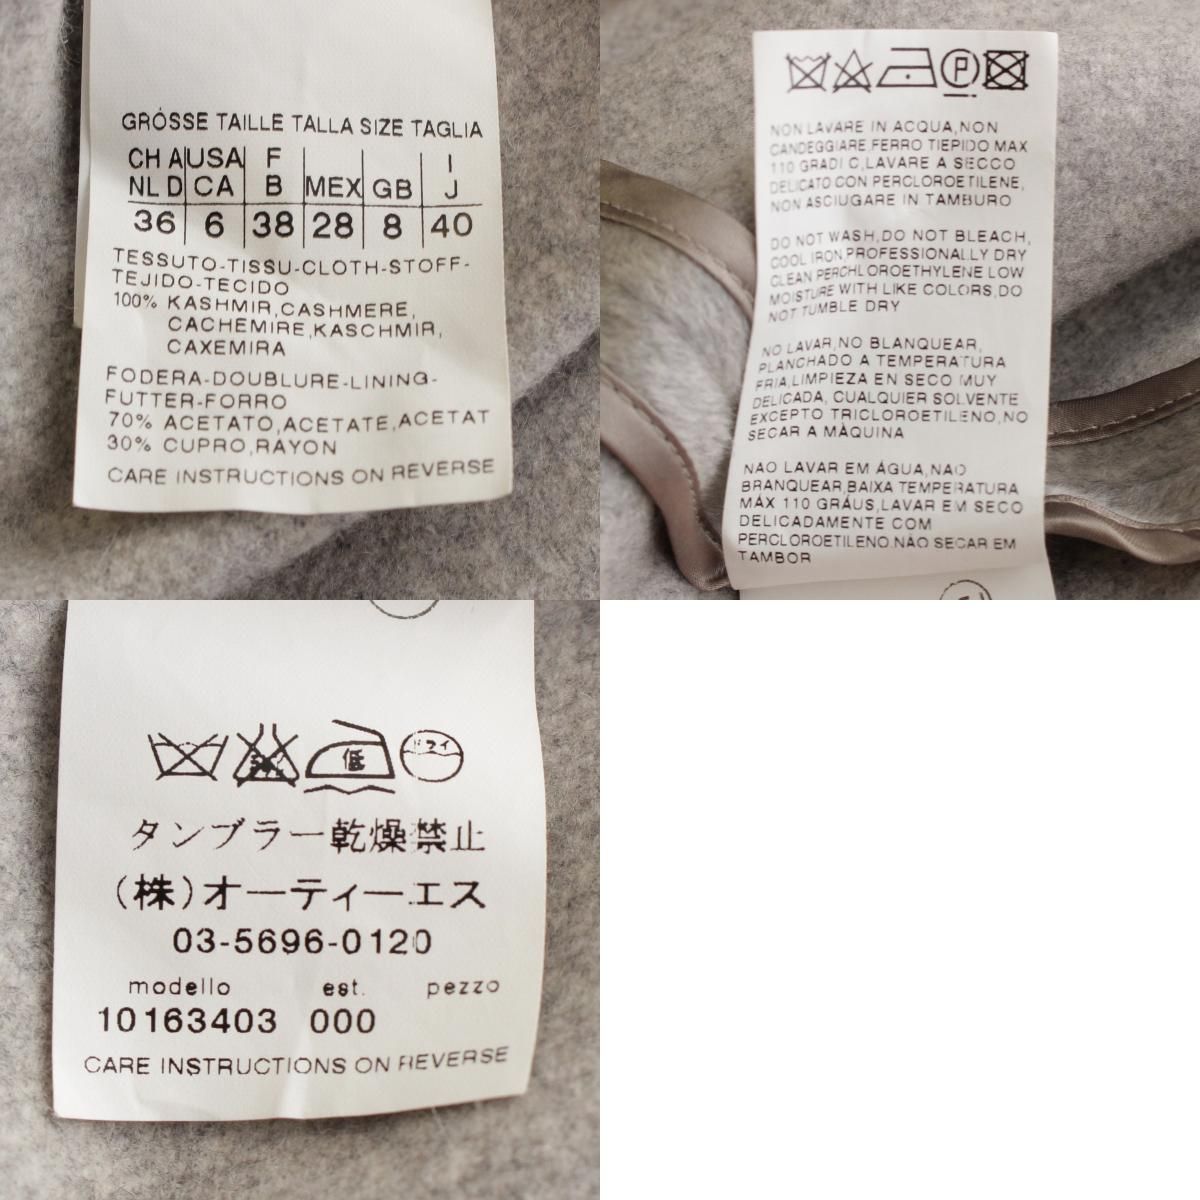 GRÖSSE TAILLE TALLA SIZE TAGLIA
CH A USA F I
NL D CA B MEX GB J
36 6 38 28 8 40
TESSUTO-TISSU-CLOTH-STOFF-
TEJIDO-TECIDO
100% KASHMIR,CASHMERE,
CACHEMIRE,KASCHMIR,
CAXEMIRA
FODERA-DOUBLURE-LINING-
FUTTER-FORRO
70% ACETATO,ACETATE,ACETAT
30% CUPRO,RAYON
CARE INSTRUCTIONS ON REVERSE
P
NON LAVARE IN ACQUA,NON
CANDEGGIARE,FERRO TIEPIDO MAX
110 GRADI C,LAVARE A SECCO
DELICATO CON PERCLOROETILENE,
NON ASCIUGARE IN TAMBURO
DO NOT WASH,DO NOT BLEACH,
COOL IRON,PROFESSIONALLY DRY
CLEAN PERCHLOROETHYLENE LOW
MOISTURE WITH LIKE COLORS,DO
NOT TUMBLE DRY
NO LAVAR,NO BLANQUEAR,
PLANCHADO A TEMPERATURA
FRIA,LIMPIEZA EN SECO MUY
DELICADA, CUALQUIER SOLVENTE
EXCEPTO TRICLOROETILENO,NO
SECAR A MÀQUINA
NAO LAVAR EM ÁGUA,NAO
BRANQUEAR,BAIXA TEMPERATURA
MÁX 110 GRÁUS,LAVAR EM SECO
DELICADAMENTE COM
PERCLOROETILENO.NÃO SECAR EM
TAMBOR
低 ドライ
タンブラー乾燥禁止
(株)オーティーエス
03-5696-0120
modello est. pezzo
10163403 000
CARE INSTRUCTIONS ON REVERSE